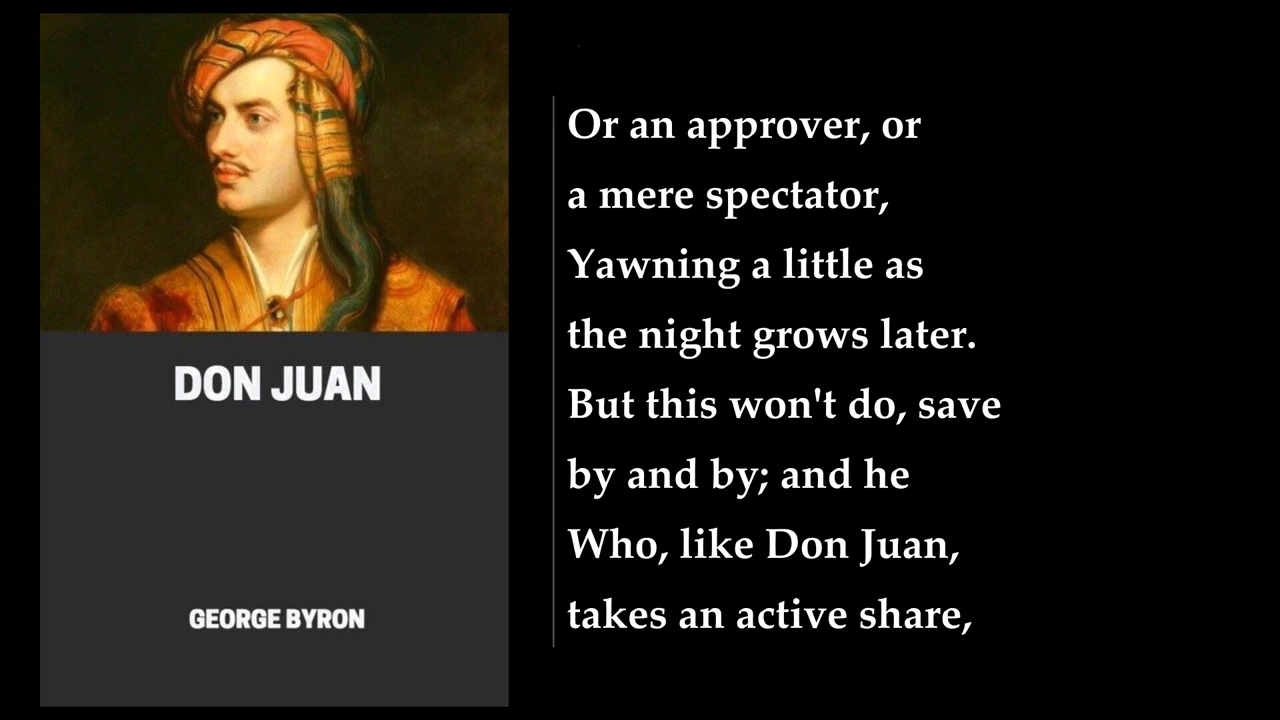 DON JUAN
GEORGE BYRON
Or an approver, or
a mere spectator,
Yawning a little as
the night grows later.
But this won't do, save
by and by; and he
Who, like Don Juan,
takes an active share,